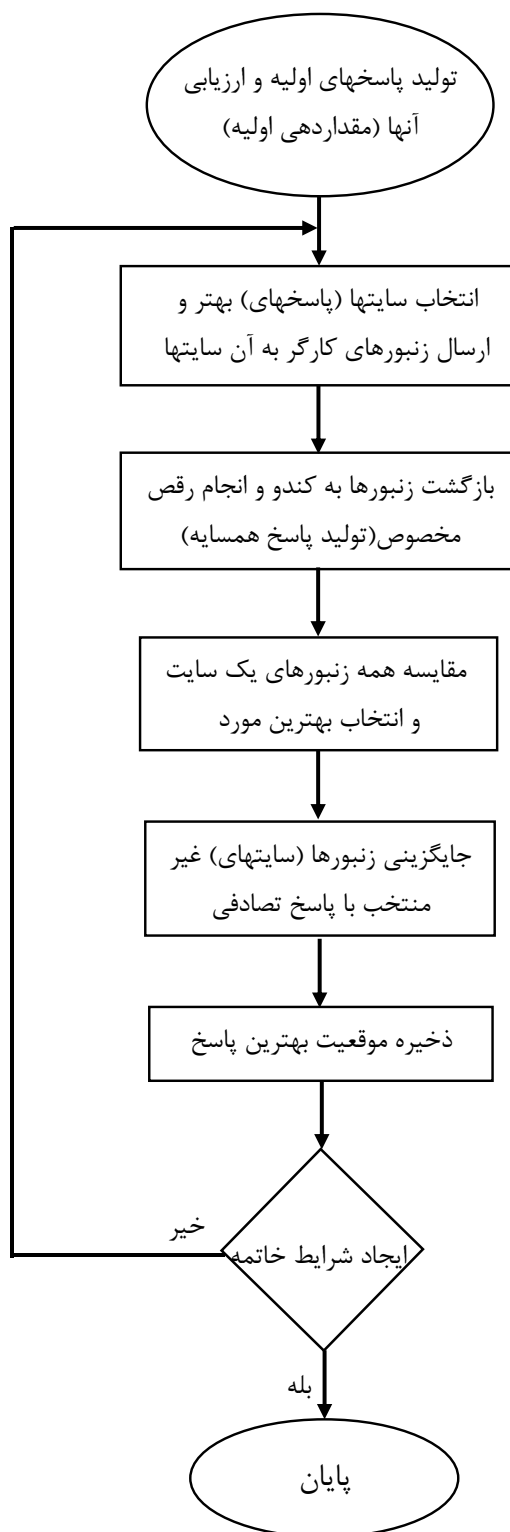 تولید پاسخهای اولیه و ارزیابی
آنها (مقداردهی اولیه)
انتخاب سایتها (پاسخهای) بهتر و
ارسال زنبورهای کارگر به آن سایتها
بازگشت زنبورها به کندو و انجام رقص
مخصوص(تولید پاسخ همسایه)
مقایسه همه زنبورهای یک سایت
و انتخاب بهترین مورد
جایگزینی زنبورها (سایتهای) غیر
منتخب با پاسخ تصادفی
ذخیره موقعیت بهترین پاسخ
خیر
ایجاد شرایط خاتمه
بله
پایان